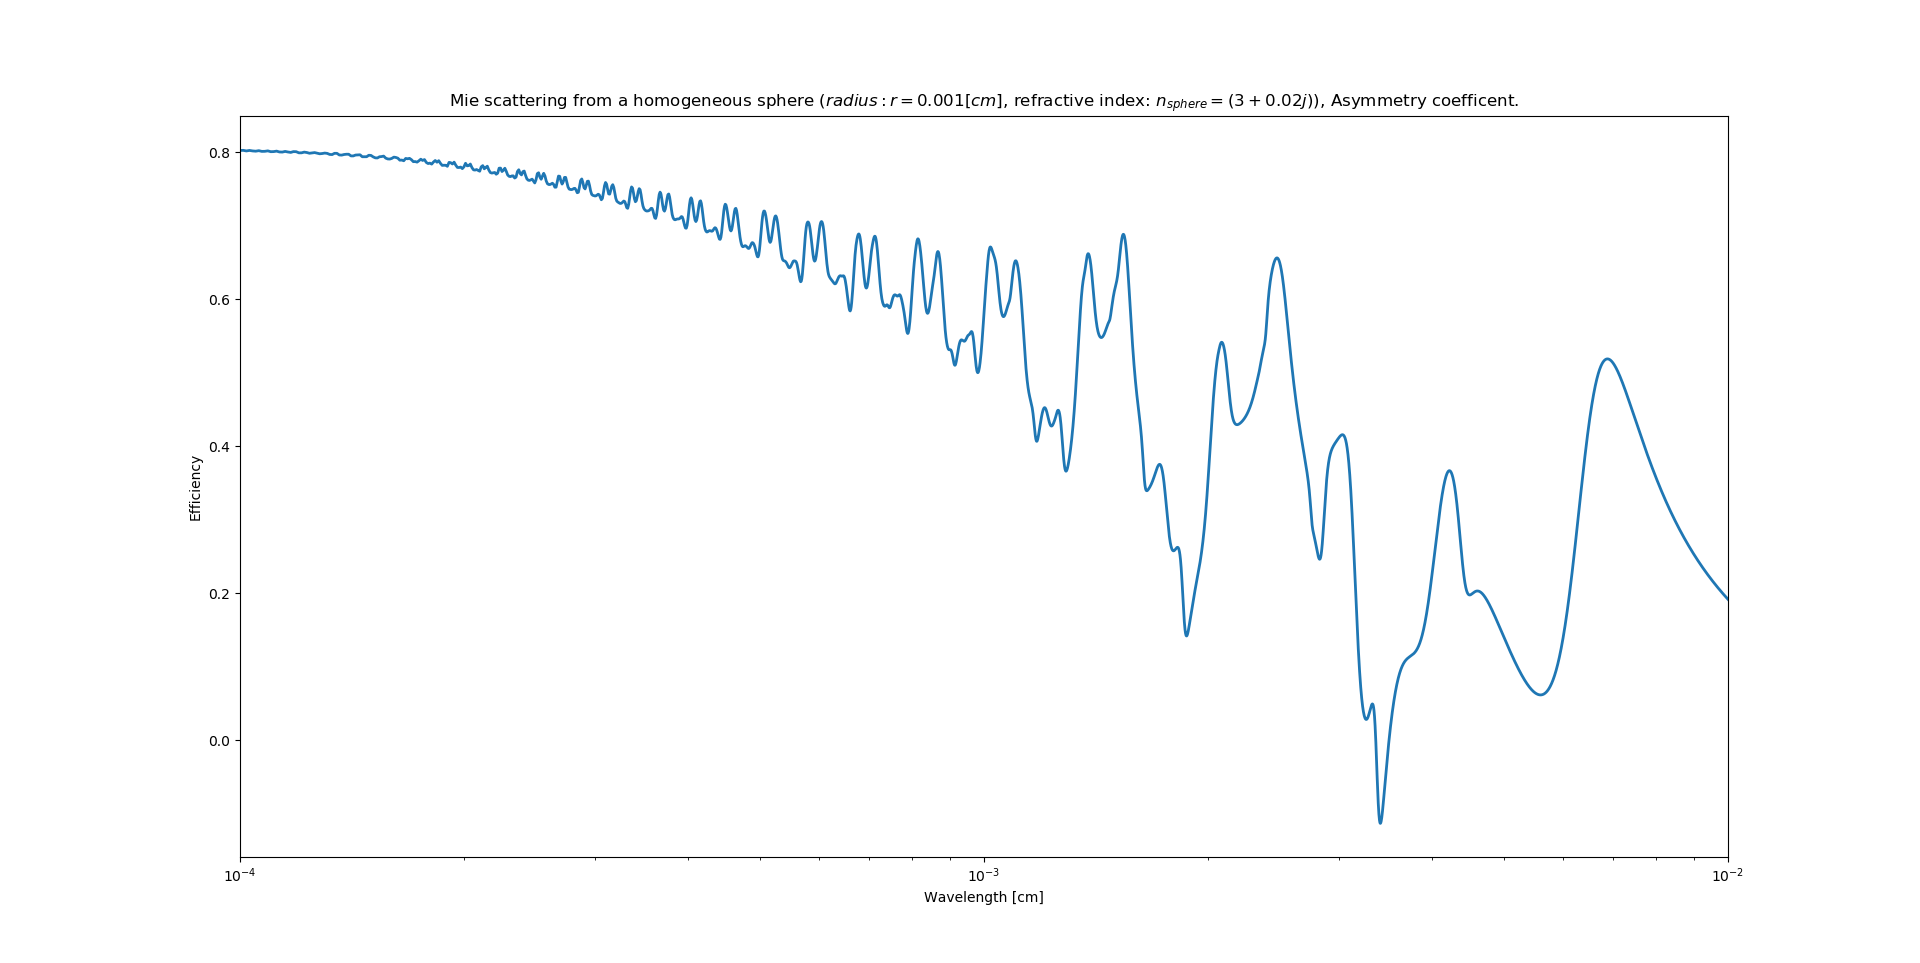 Mie scattering from a homogeneous sphere (radius : r = 0.001[cm], refractive index: n_sphere = (3 + 0.02j)), Asymmetry coefficent.
Efficiency
0.8
0.6
0.4
0.2
0.0
10⁻⁴
10⁻³
10⁻²
Wavelength [cm]